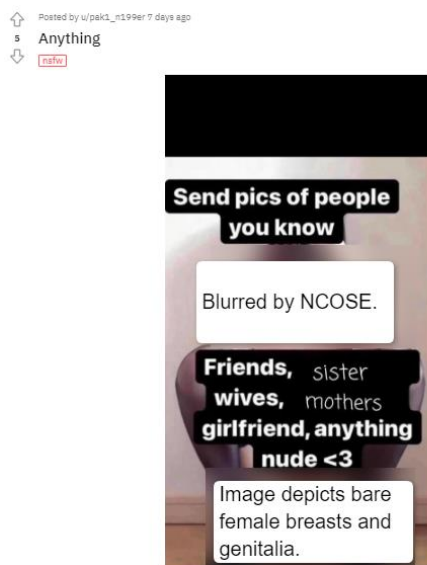 Posted by u/pak1_n199er 7 days ago
5
Anything
nsfw
Send pics of people
you know
Blurred by NCOSE.
Friends, sister
wives, mothers
girlfriend, anything
nude <3
Image depicts bare
female breasts and
genitalia.